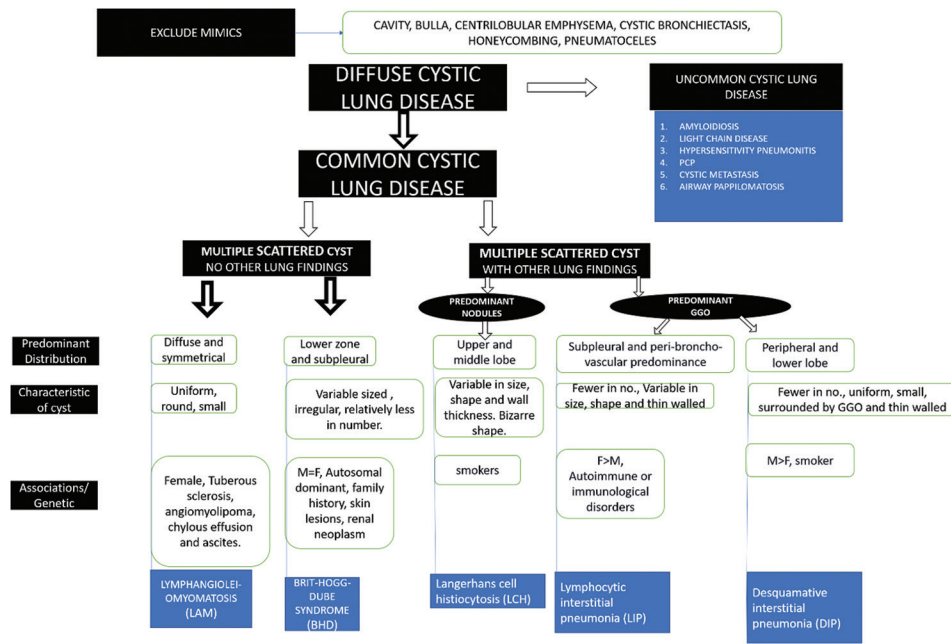 EXCLUDE MIMICS
CAVITY, BULLA, CENTRILOBULAR EMPHYSEMA, CYSTIC BRONCHIECTASIS,
HONEYCOMBING, PNEUMATOCELES
DIFFUSE CYSTIC
LUNG DISEASE
UNCOMMON CYSTIC LUNG
DISEASE
1. AMYLOIDIOSIS
2. LIGHT CHAIN DISEASE
3. HYPERSENSITIVITY PNEUMONITIS
4. PCP
5. CYSTIC METASTASIS
6. AIRWAY PAPPILOMATOSIS
COMMON CYSTIC
LUNG DISEASE
MULTIPLE SCATTERED CYST
NO OTHER LUNG FINDINGS
MULTIPLE SCATTERED CYST
WITH OTHER LUNG FINDINGS
PREDOMINANT
NODULES
PREDOMINANT
GGO
Predominant
Distribution
Diffuse and
symmetrical
Lower zone
and subpleural
Upper and
middle lobe
Subpleural and peri-broncho-
vascular predominance
Peripheral and
lower lobe
Characteristic
of cyst
Uniform,
round, small
Variable sized ,
irregular, relatively less
in number.
Variable in size,
shape and wall
thickness. Bizarre
shape.
Fewer in no., Variable in
size, shape and thin walled
Fewer in no., uniform, small,
surrounded by GGO and thin walled
Associations/
Genetic
Female, Tuberous
sclerosis,
angiomyolipoma,
chylous effusion
and ascites.
M=F, Autosomal
dominant, family
history, skin
lesions, renal
neoplasm
smokers
F>M,
Autoimmune or
immunological
disorders
M>F, smoker
LYMPHANGIOLEI-
OMYOMATOSIS
(LAM)
BRIT-HOGG-
DUBE
SYNDROME
(BHD)
Langerhans cell
histiocytosis (LCH)
Lymphocytic
interstitial
pneumonia (LIP)
Desquamative
interstitial
pneumonia (DIP)